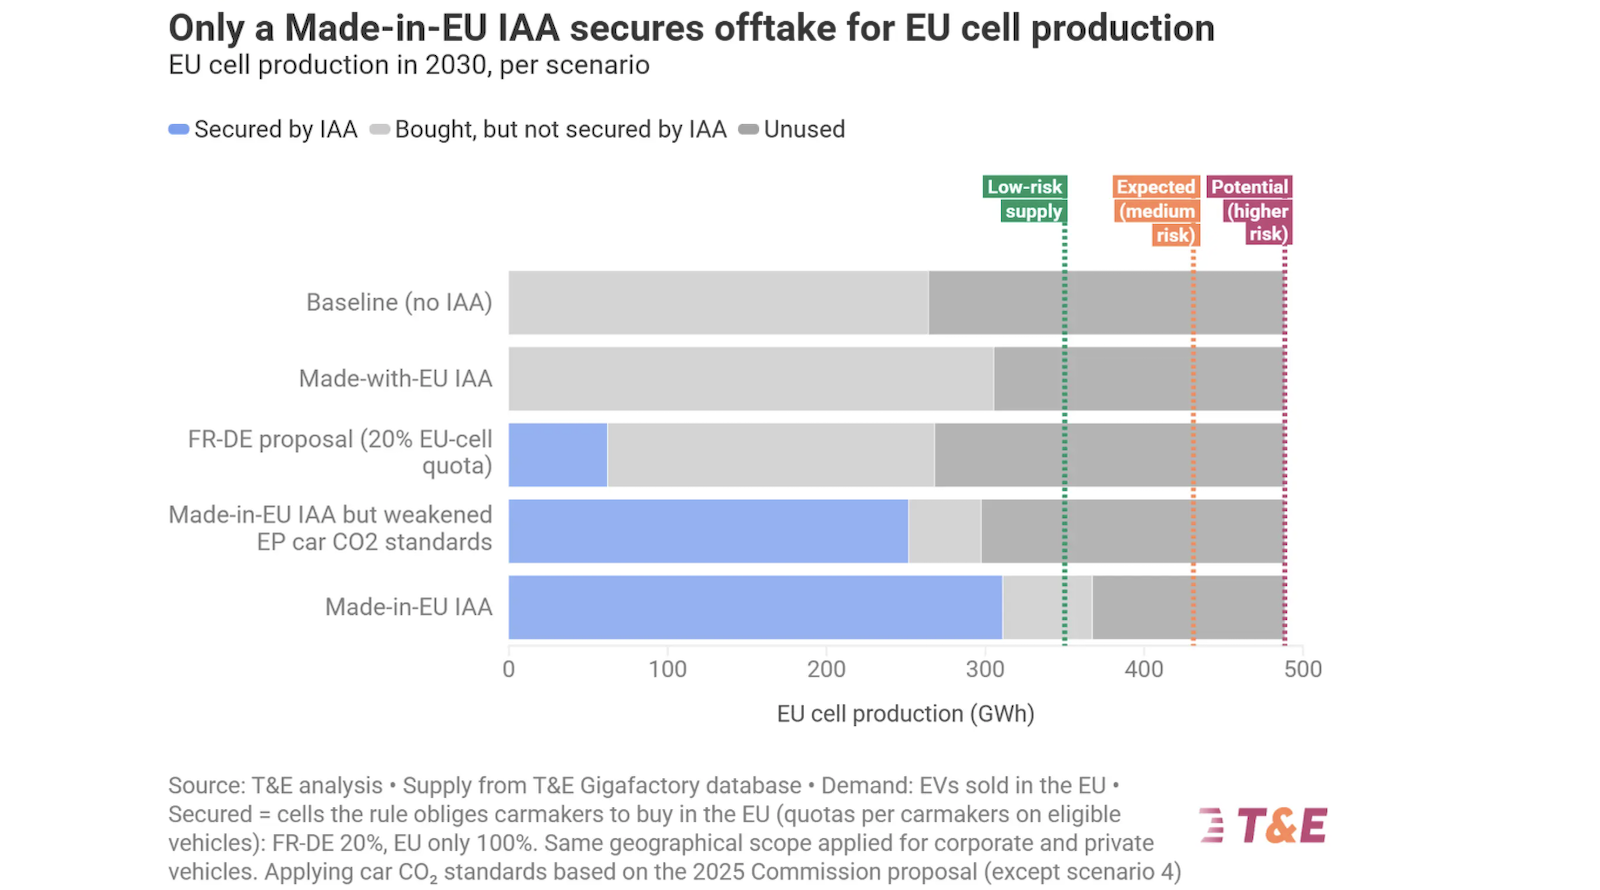 Only a Made-in-EU IAA secures offtake for EU cell production
EU cell production in 2030, per scenario
Secured by IAA
Bought, but not secured by IAA
Unused
Low-risk
supply
Expected
(medium
risk)
Potential
(higher
risk)
Baseline (no IAA)
Made-with-EU IAA
FR-DE proposal (20% EU-cell
quota)
Made-in-EU IAA but weakened
EP car CO2 standards
Made-in-EU IAA
0
100
200
300
400
500
EU cell production (GWh)
Source: T&E analysis • Supply from T&E Gigafactory database • Demand: EVs sold in the EU •
Secured = cells the rule obliges carmakers to buy in the EU (quotas per carmakers on eligible
vehicles): FR-DE 20%, EU only 100%. Same geographical scope applied for corporate and private
vehicles. Applying car CO₂ standards based on the 2025 Commission proposal (except scenario 4)
T&E